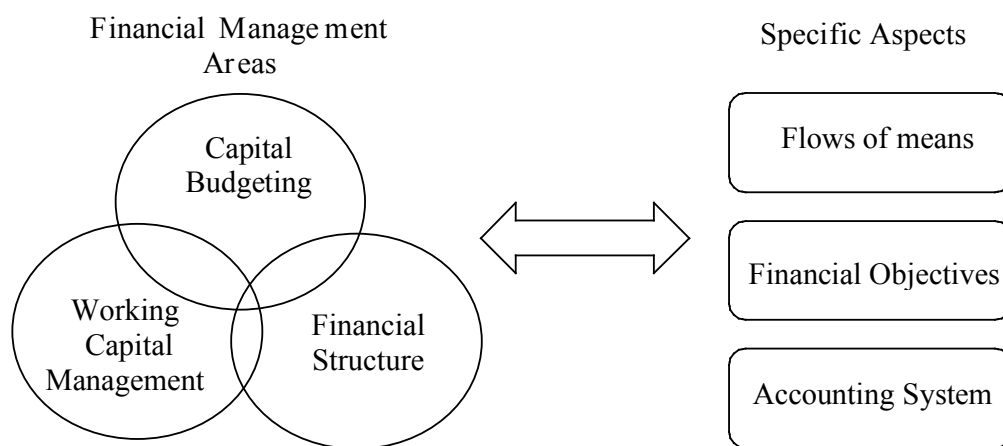 Financial Management
Areas
Capital
Budgeting
Working
Capital
Management
Financial
Structure
Specific Aspects
Flows of means
Financial Objectives
Accounting System